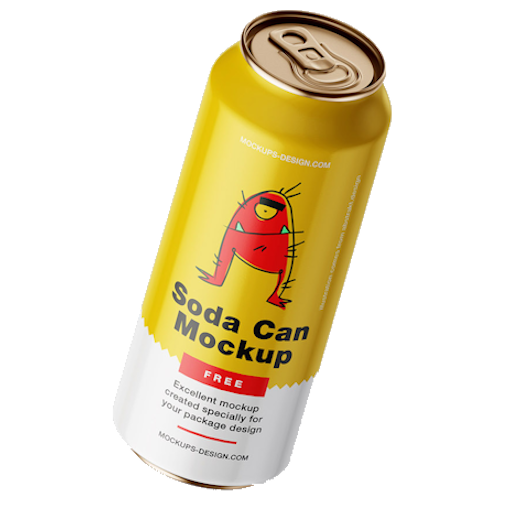 MOCKUPS-DESIGN.COM
Soda Can
Mockup
FREE
Excellent mockup
created specially for
your package design
MOCKUPS-DESIGN.COM